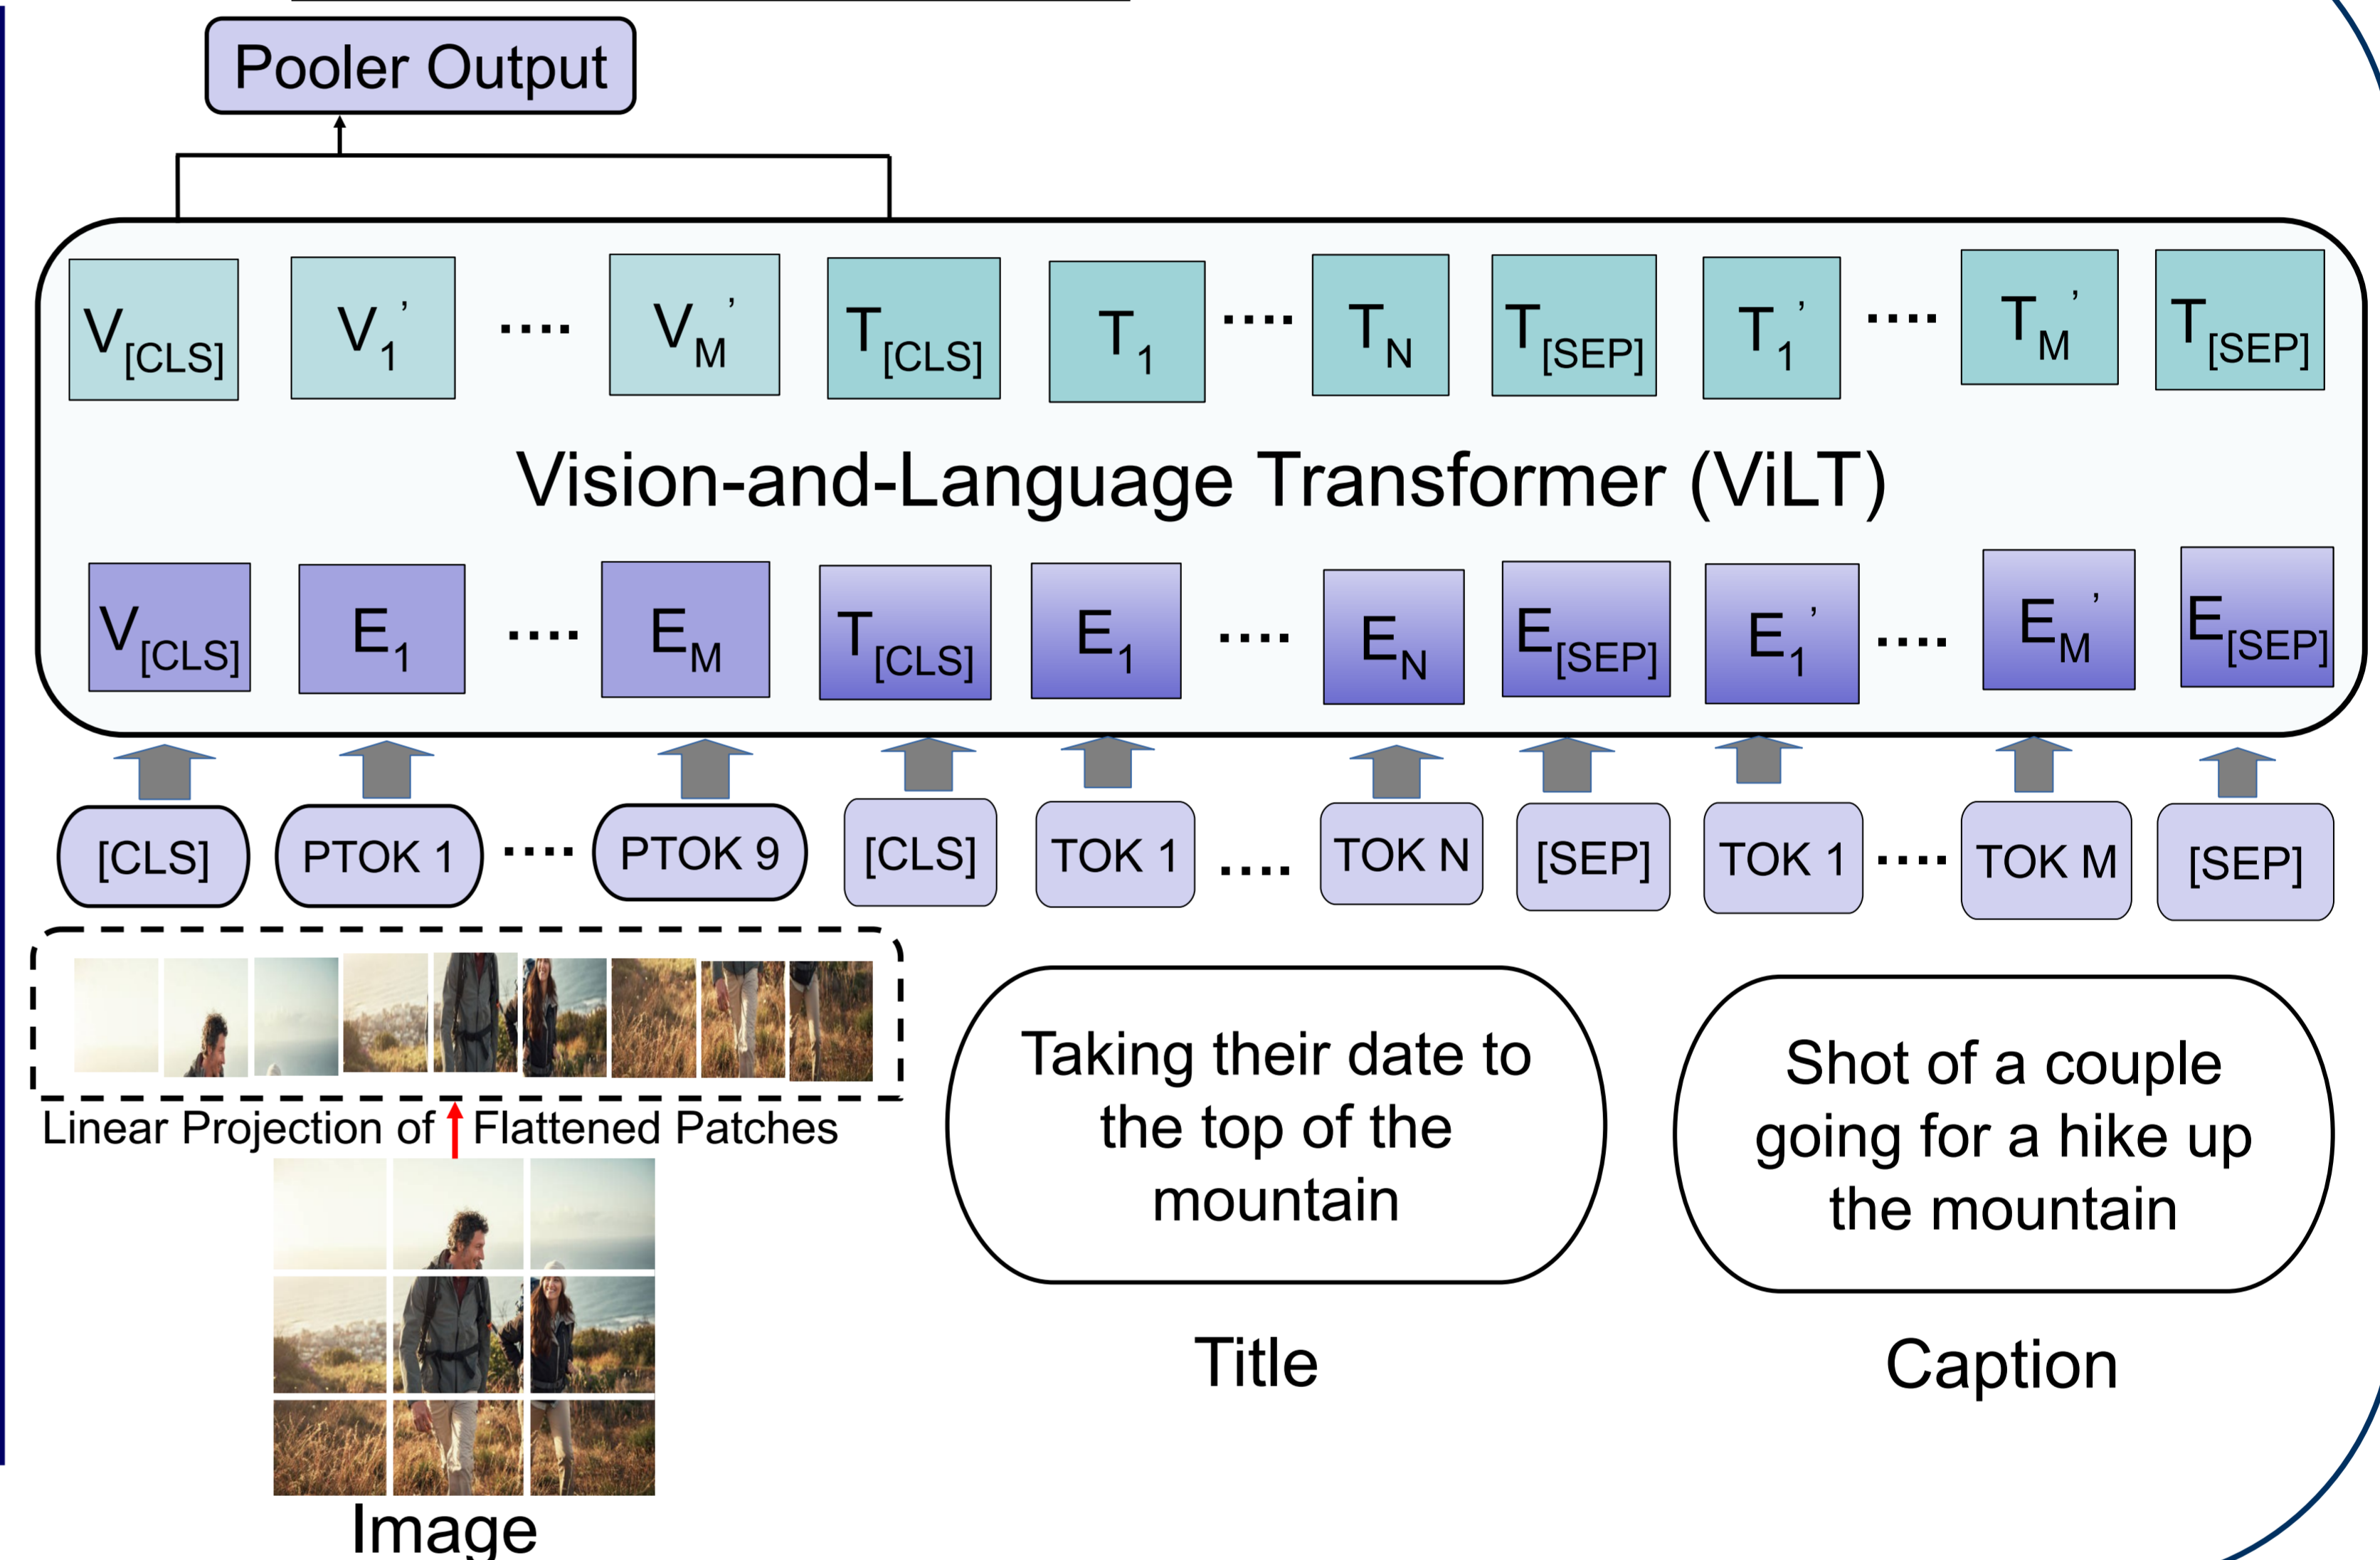 Pooler Output
V[CLS] V1’ .... VM’ T[CLS] T1 .... TN T[SEP] T1’ .... TM’ T[SEP]
Vision-and-Language Transformer (ViLT)
V[CLS] E1 .... EM T[CLS] E1 .... EN E[SEP] E1’ .... EM’ E[SEP]
[CLS] PTOK 1 .... PTOK 9 [CLS] TOK 1 .... TOK N [SEP] TOK 1 .... TOK M [SEP]
Linear Projection of Flattened Patches
Image
Taking their date to
the top of the
mountain
Title
Shot of a couple
going for a hike up
the mountain
Caption